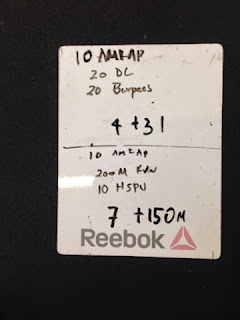 10 AMRAP
20 DL
20 Burpees
4 + 31
10 AMRAP
200M RUN
10 HSPU
7 + 150M
Reebok